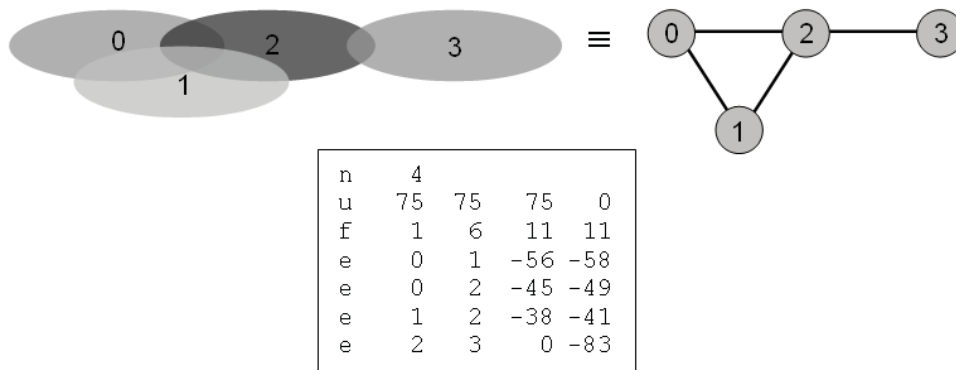 0 2 3 ≡ 0 2 3
1 1
n 4
u 75 75 75 0
f 1 6 11 11
e 0 1 -56 -58
e 0 2 -45 -49
e 1 2 -38 -41
e 2 3 0 -83